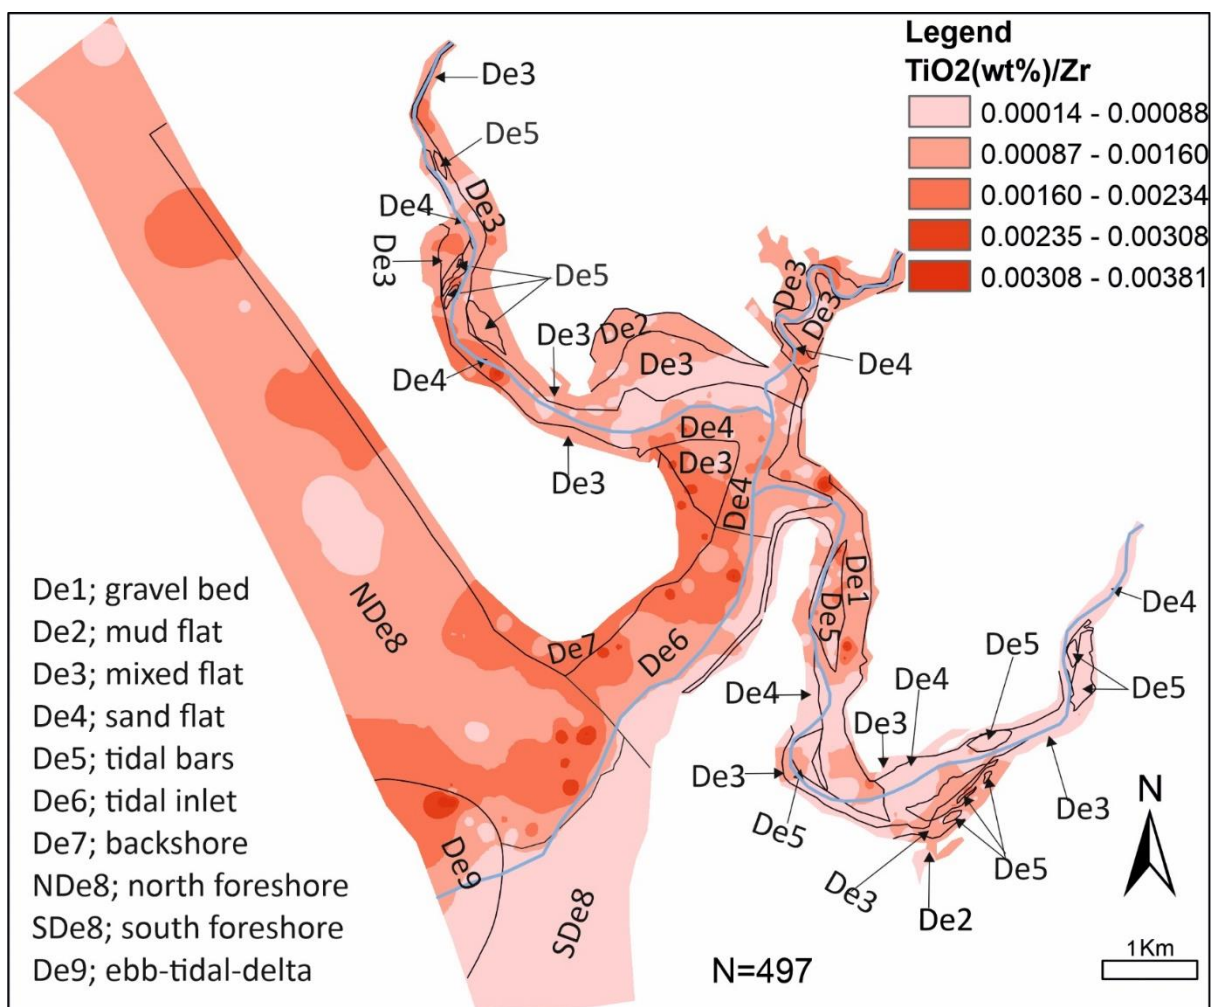 Legend
TiO2(wt%)/Zr
0.00014 - 0.00088
0.00087 - 0.00160
0.00160 - 0.00234
0.00235 - 0.00308
0.00308 - 0.00381
De3
De5
De3
De4
De3
De5
De3
De3
De4
De3
De2
De3
De4
De4
De3
De3
De4
De1
De5
De4
NDe8
De7
De6
De4
De5
De5
De4
De3
De3
De5
De3
De5
De3
De2
De9
SDe8
De1; gravel bed
De2; mud flat
De3; mixed flat
De4; sand flat
De5; tidal bars
De6; tidal inlet
De7; backshore
NDe8; north foreshore
SDe8; south foreshore
De9; ebb-tidal-delta
N=497
N
1Km